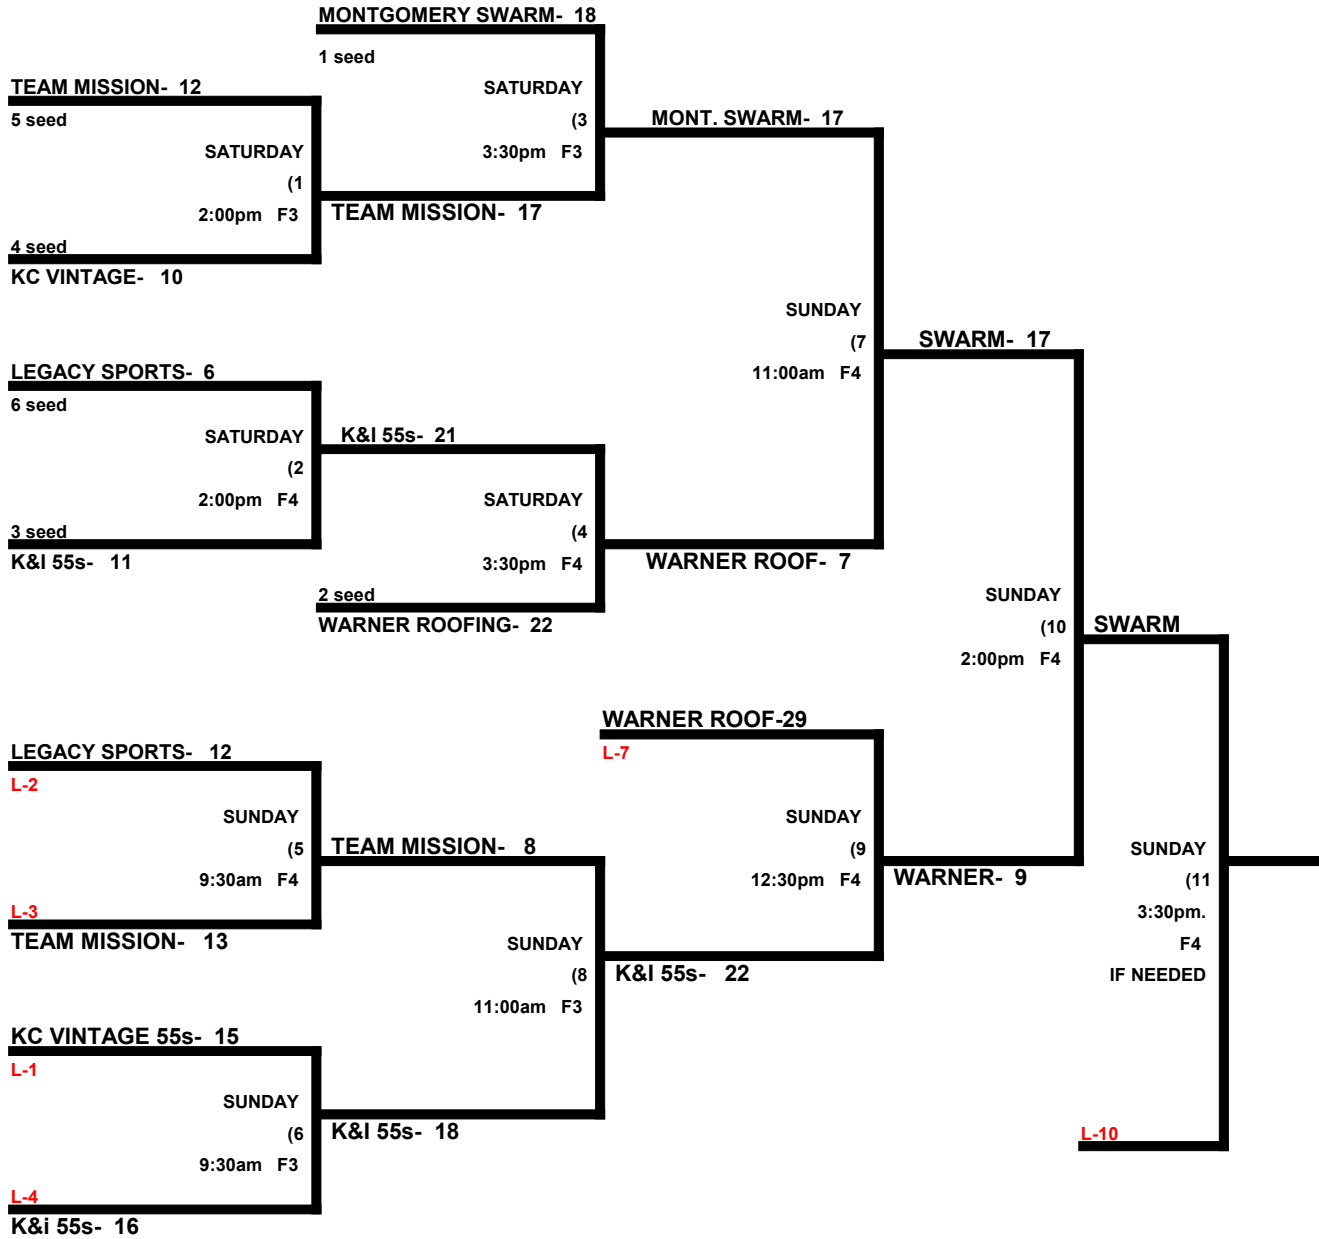 MONTGOMERY SWARM- 18
1 seed
TEAM MISSION- 12
5 seed
SATURDAY
(3
3:30pm F3
MONT. SWARM- 17
SATURDAY
(1
2:00pm F3
TEAM MISSION- 17
4 seed
KC VINTAGE- 10
SUNDAY
(7
11:00am F4
SWARM- 17
LEGACY SPORTS- 6
6 seed
SATURDAY
(2
2:00pm F4
K&I 55s- 21
3 seed
K&I 55s- 11
SATURDAY
(4
3:30pm F4
WARNER ROOF- 7
2 seed
WARNER ROOFING- 22
SUNDAY
(10
2:00pm F4
SWARM
WARNER ROOF-29
L-7
LEGACY SPORTS- 12
L-2
SUNDAY
(5
9:30am F4
TEAM MISSION- 8
L-3
TEAM MISSION- 13
SUNDAY
(9
12:30pm F4
WARNER- 9
SUNDAY
(11
3:30pm.
F4
IF NEEDED
SUNDAY
(8
11:00am F3
K&I 55s- 22
KC VINTAGE 55s- 15
L-1
SUNDAY
(6
9:30am F3
K&I 55s- 18
L-4
K&i 55s- 16
L-10